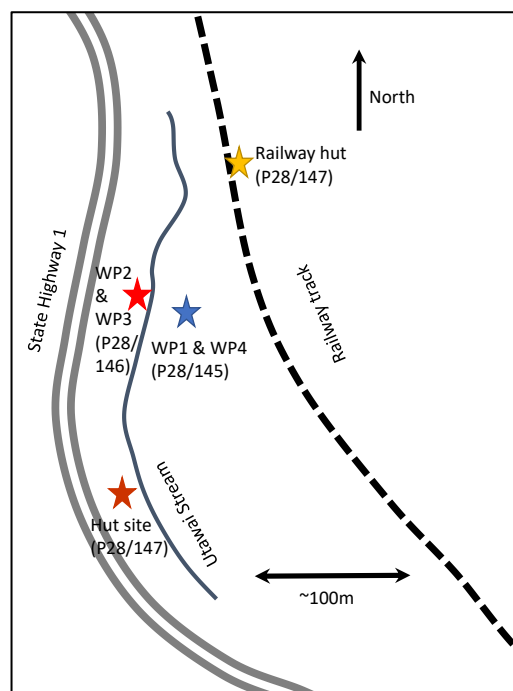 North
Railway hut
(P28/147)
State Highway 1
WP2
&
WP3
(P28/
146)
WP1 & WP4
(P28/145)
Railway track
Utawai Stream
Hut site
(P28/147)
~100m